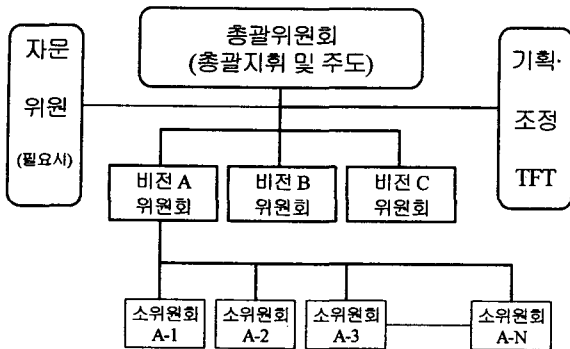 총괄위원회
(총괄지휘 및 주도)
자문
위원
(필요시)
기획·
조정
TFT
비전 A
위원회
비전 B
위원회
비전 C
위원회
소위원회
A-1
소위원회
A-2
소위원회
A-3
소위원회
A-N